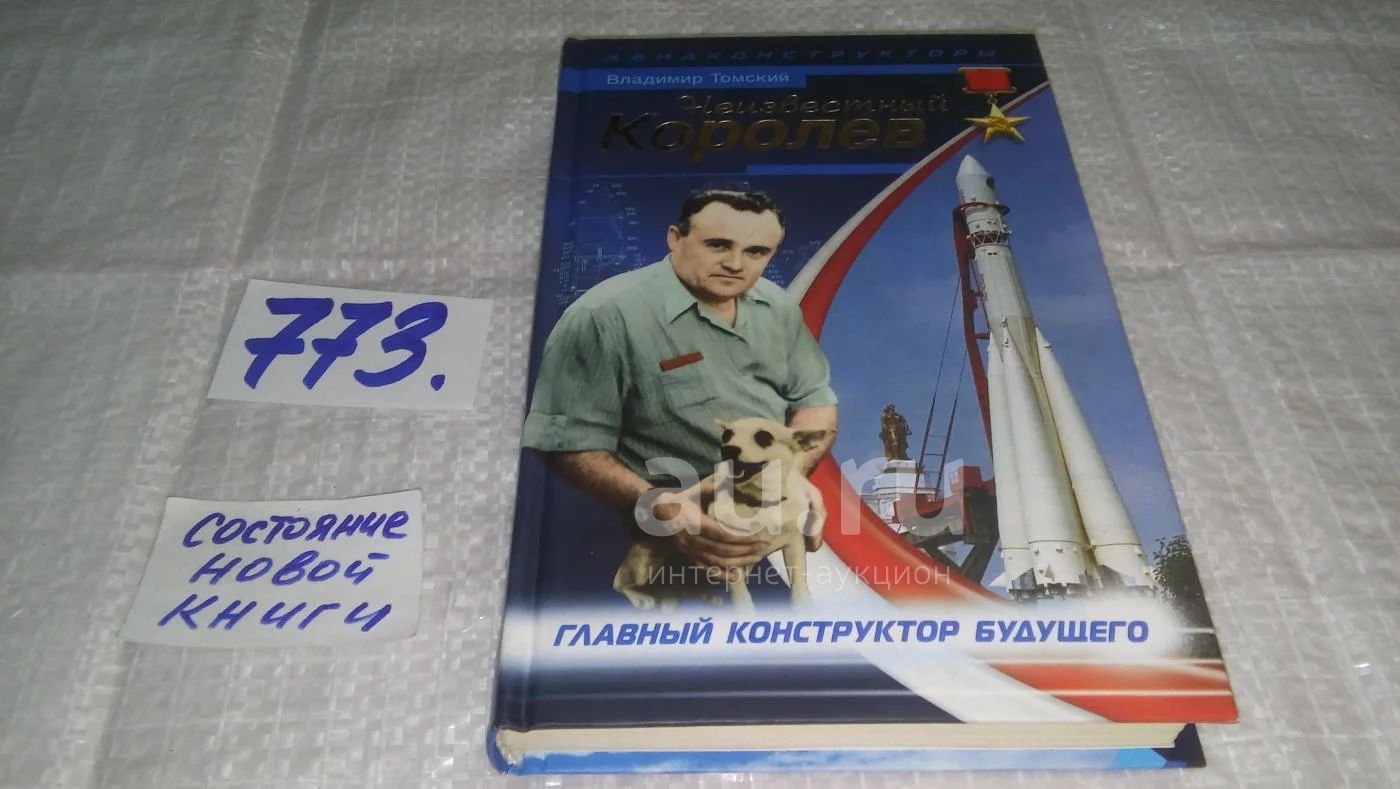 АВИАКОНСТРУКТОРЫ
Владимир Томский
Неизвестный
Королев
773.
СОСТОЯНИЕ
НОВОЙ
КНИГИ
au.ru
интернет-аукцион
ГЛАВНЫЙ КОНСТРУКТОР БУДУЩЕГО